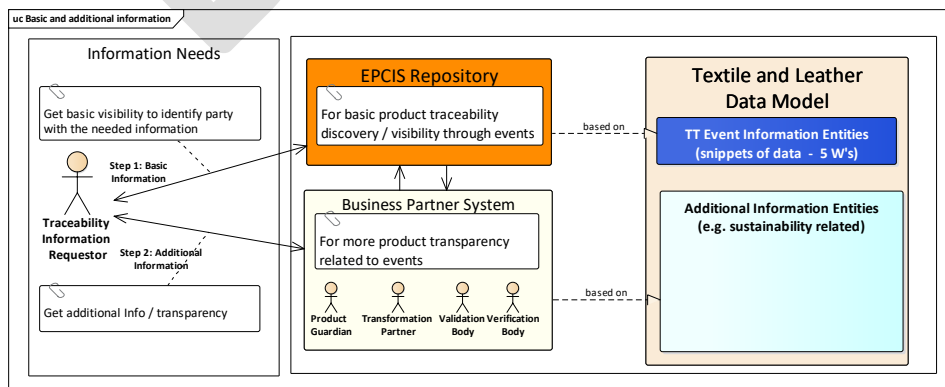 uc Basic and additional information
Information Needs
Get basic visibility to identify party
with the needed information
Step 1: Basic
Information
Traceability
Information
Requestor
Step 2: Additional
Information
Get additional Info / transparency
EPCIS Repository
For basic product traceability
discovery / visibility through events
Business Partner System
For more product transparency
related to events
Product
Guardian
Transformation
Partner
Validation
Body
Verification
Body
based on
based on
Textile and Leather
Data Model
TT Event Information Entities
(snippets of data - 5 W's)
Additional Information Entities
(e.g. sustainability related)